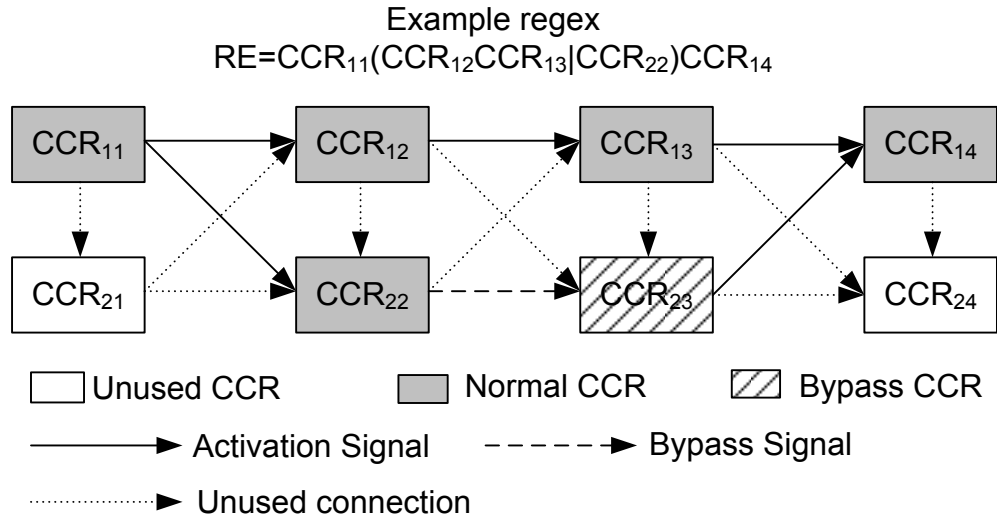 Example regex
RE=CCR₁₁(CCR₁₂CCR₁₃|CCR₂₂)CCR₁₄
CCR₁₁ CCR₁₂ CCR₁₃ CCR₁₄
CCR₂₁ CCR₂₂ CCR₂₃ CCR₂₄
Unused CCR Normal CCR Bypass CCR
Activation Signal Bypass Signal
Unused connection